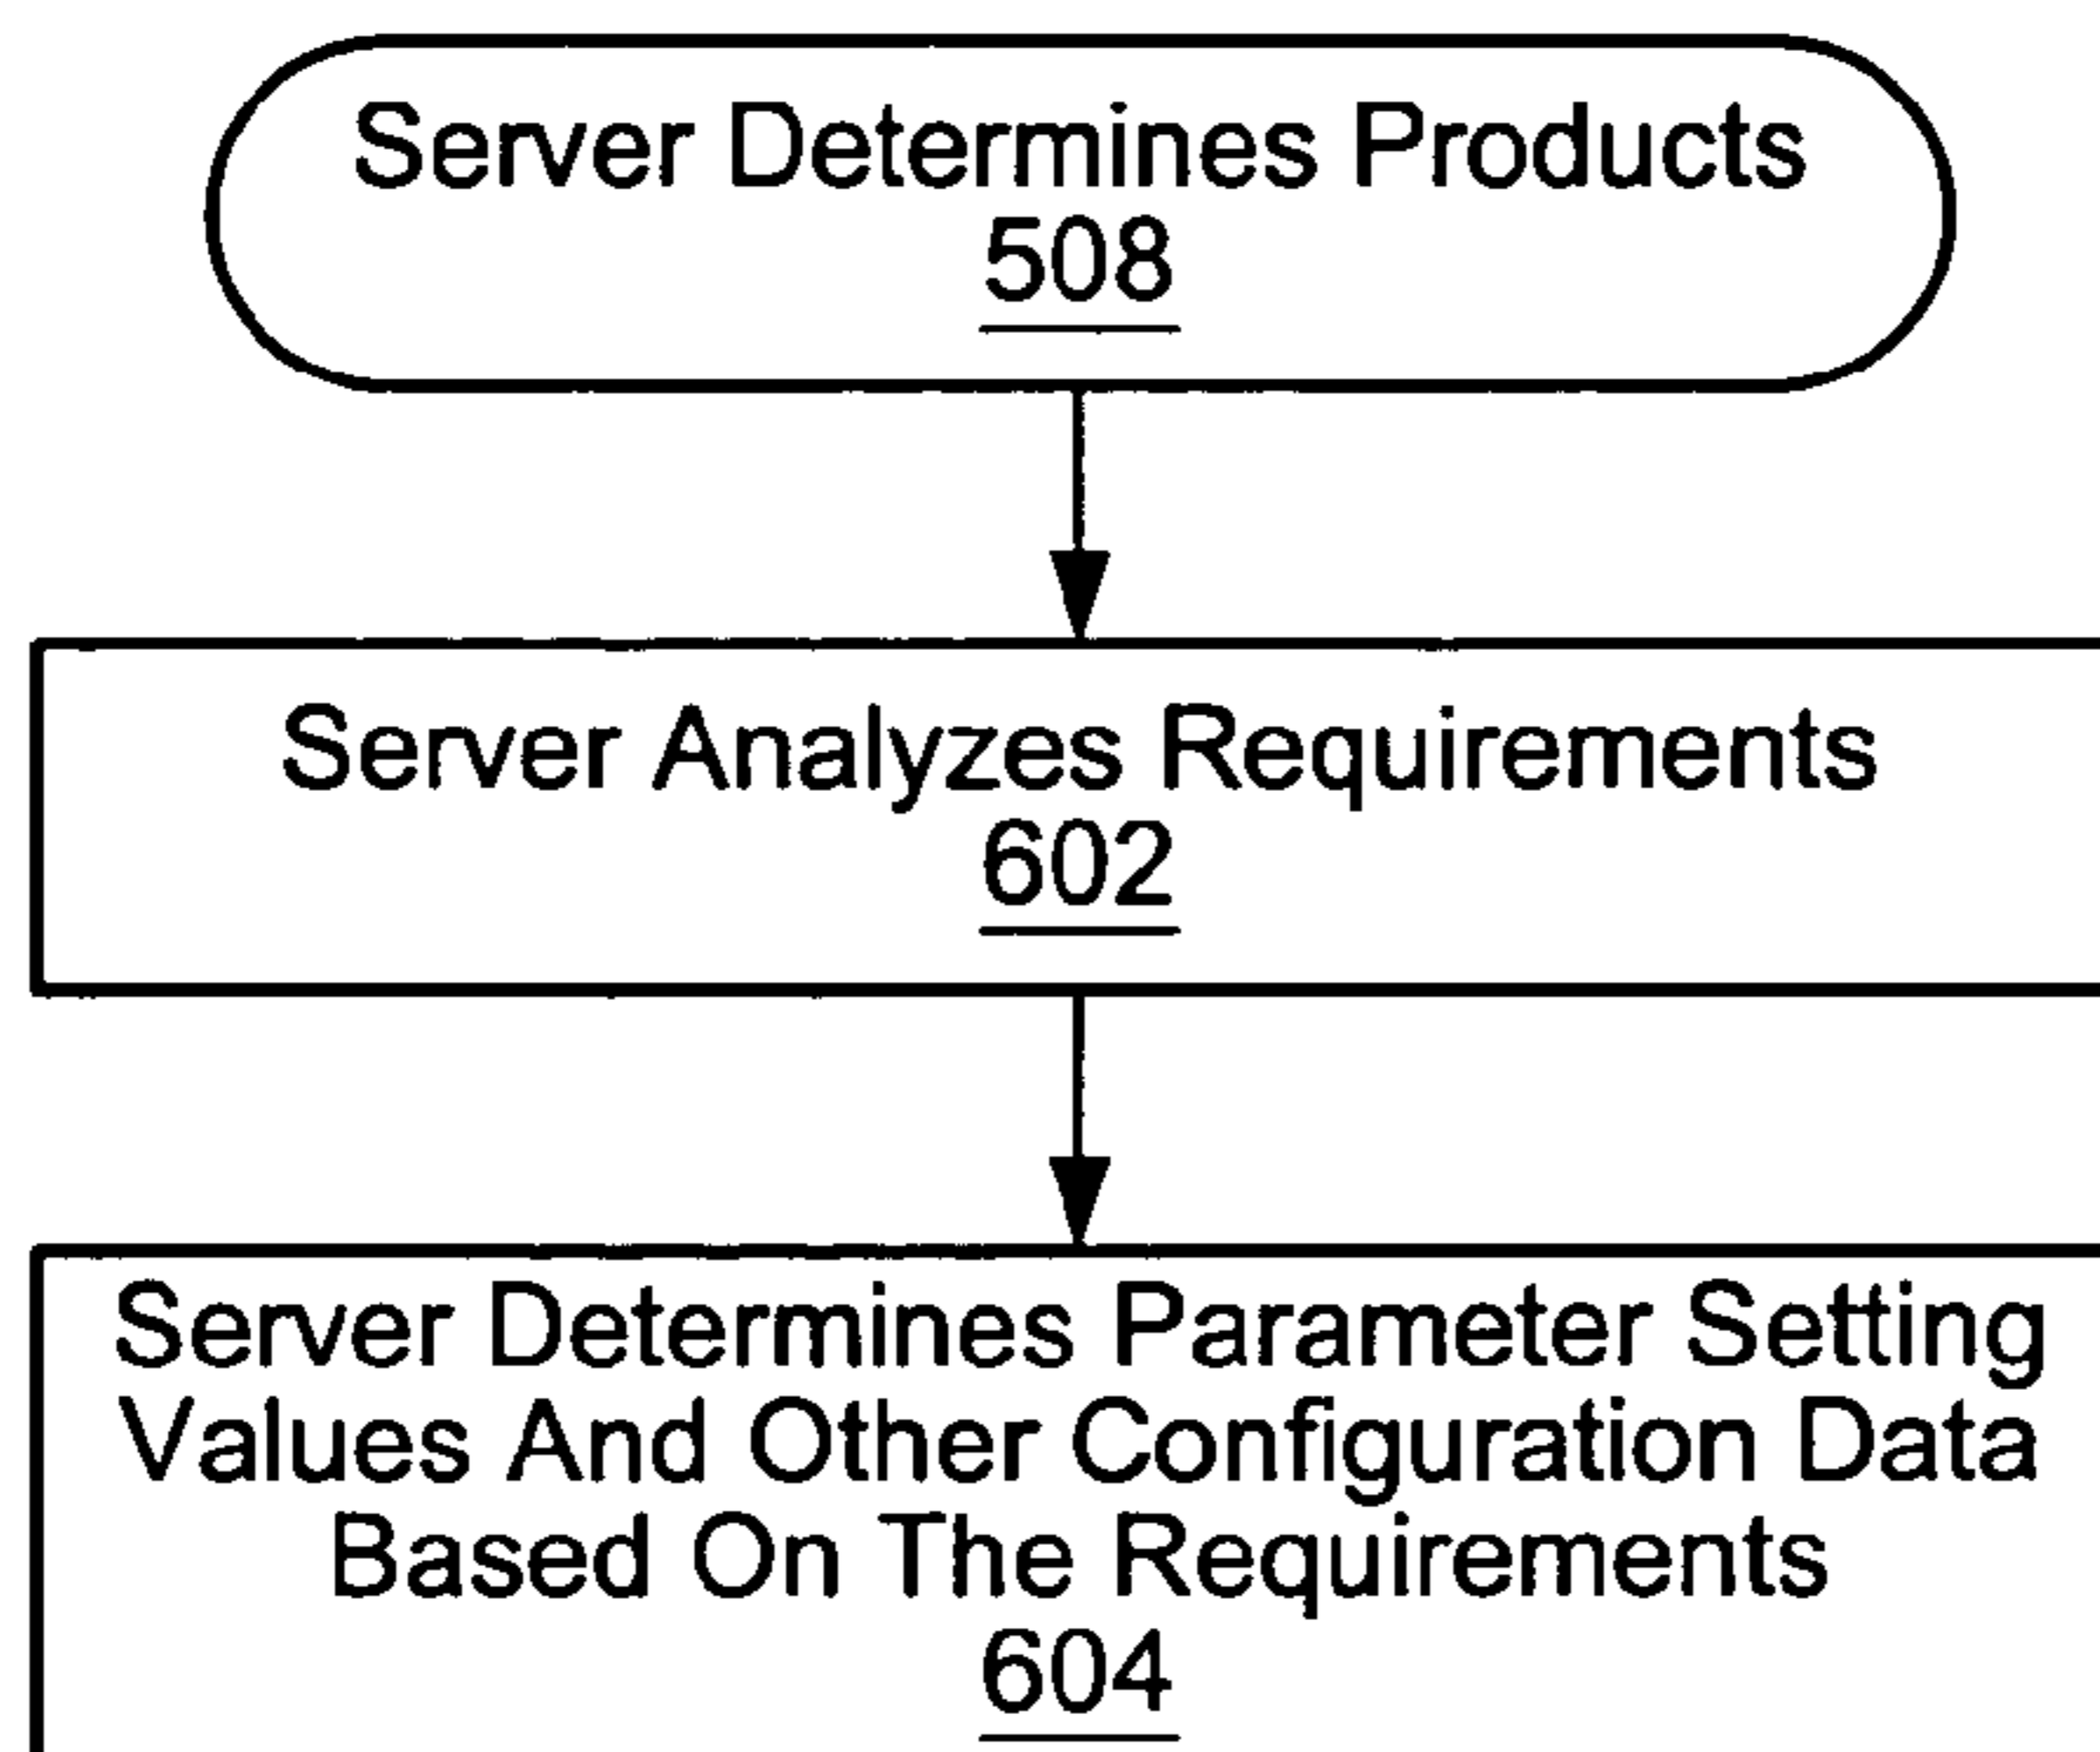 Server Determines Products
508
Server Analyzes Requirements
602
Server Determines Parameter Setting
Values And Other Configuration Data
Based On The Requirements
604